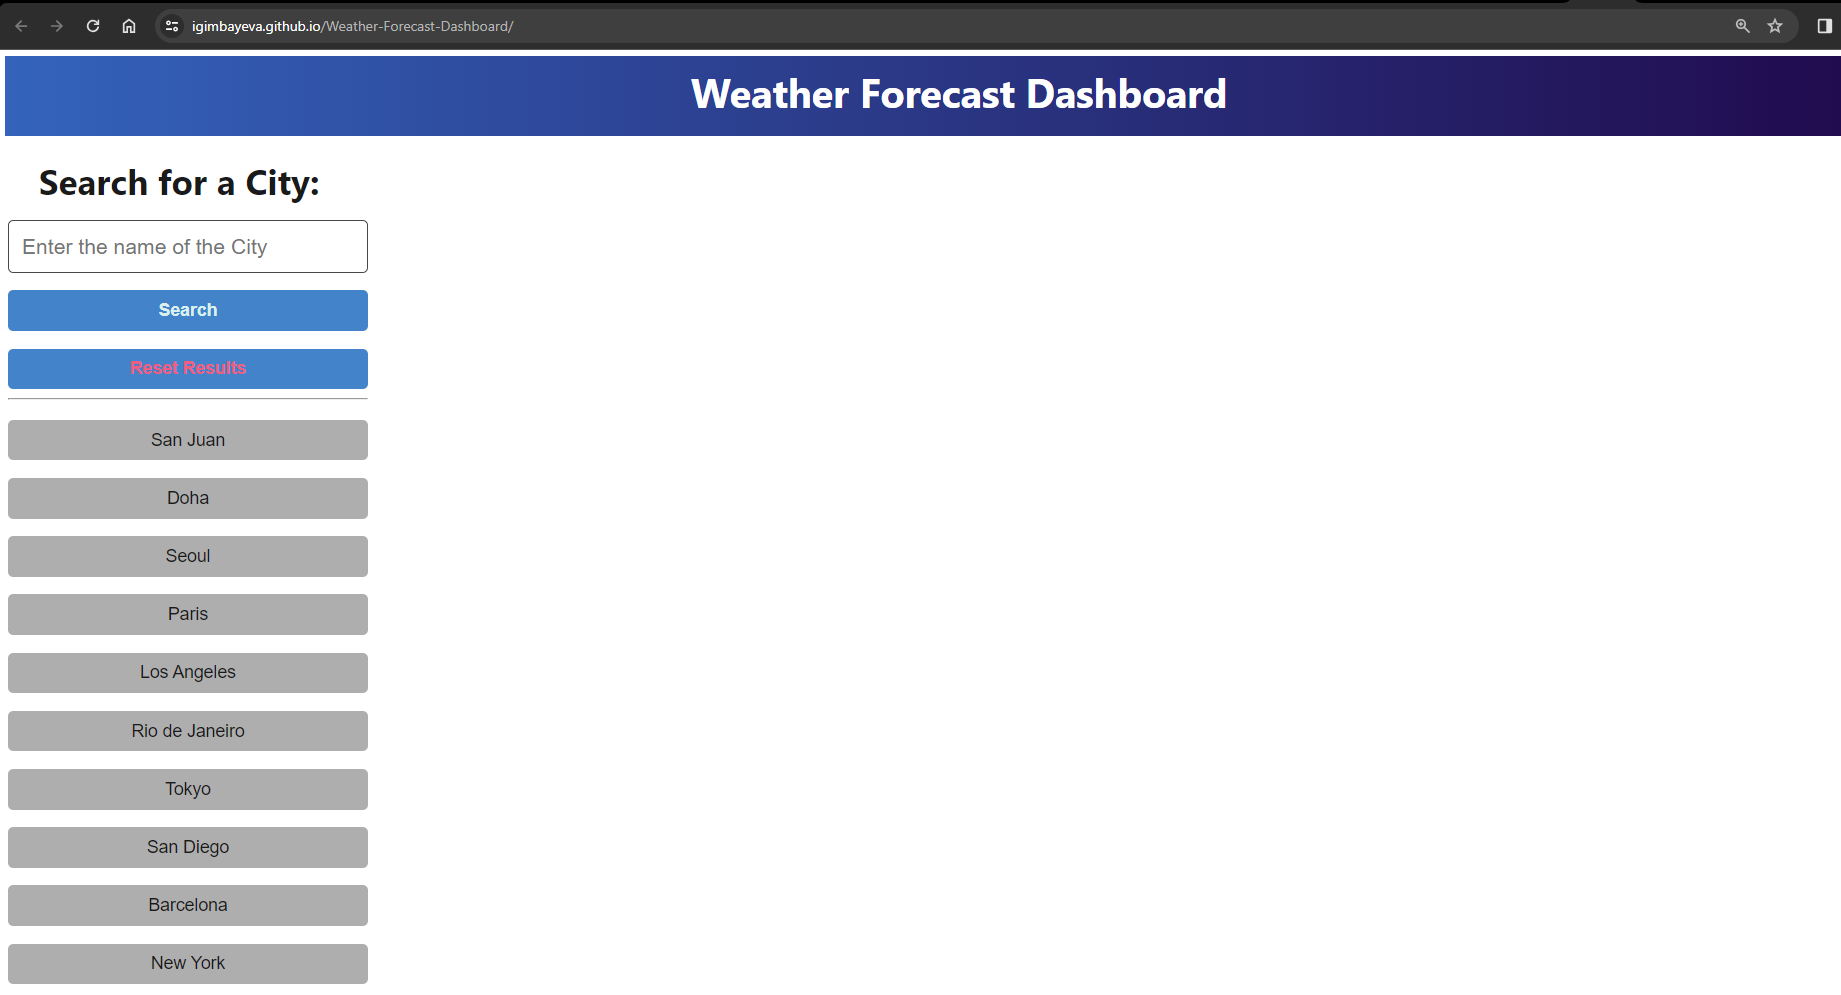 igimbayeva.github.io/Weather-Forecast-Dashboard/
Weather Forecast Dashboard
Search for a City:
Enter the name of the City
Search
Reset Results
San Juan
Doha
Seoul
Paris
Los Angeles
Rio de Janeiro
Tokyo
San Diego
Barcelona
New York